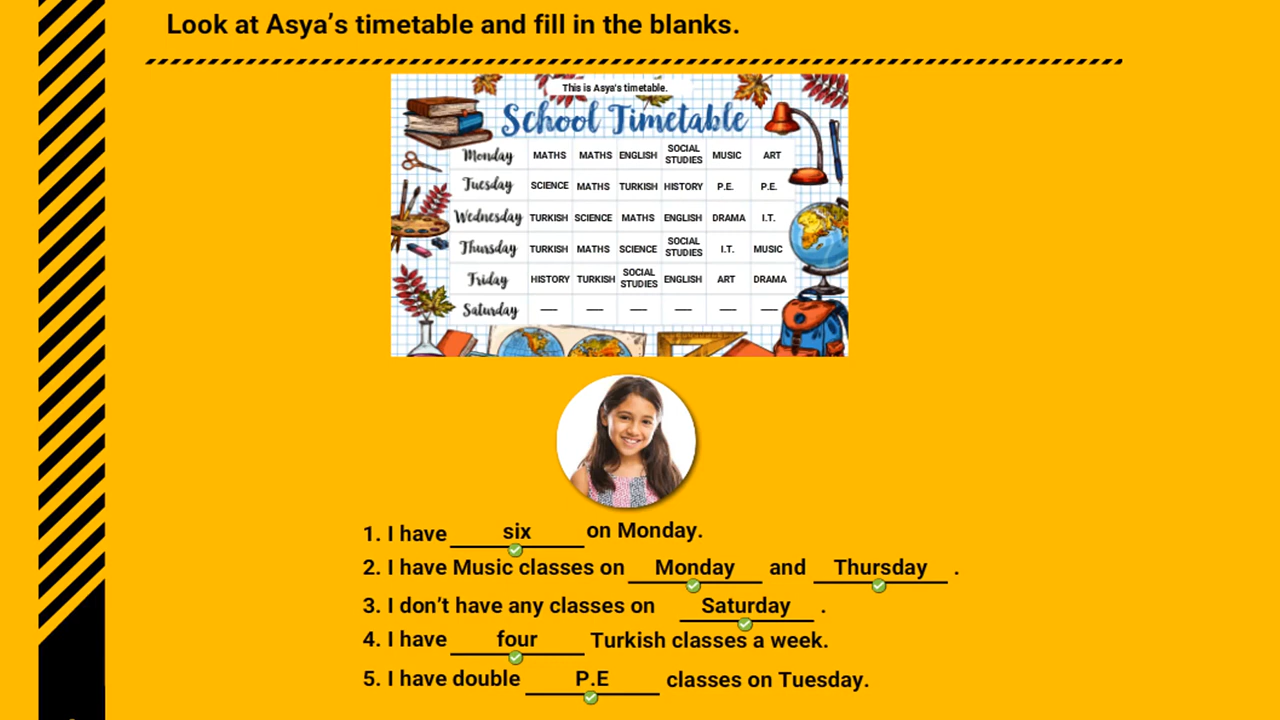 Look at Asya’s timetable and fill in the blanks.
This is Asya's timetable.
School Timetable
Monday MATHS MATHS ENGLISH SOCIAL STUDIES MUSIC ART
Tuesday SCIENCE MATHS TURKISH HISTORY P.E. P.E.
Wednesday TURKISH SCIENCE MATHS ENGLISH DRAMA I.T.
Thursday TURKISH MATHS SCIENCE SOCIAL STUDIES I.T. MUSIC
Friday HISTORY TURKISH SOCIAL STUDIES ENGLISH ART DRAMA
Saturday — — — — — —
1. I have six on Monday.
2. I have Music classes on Monday and Thursday .
3. I don’t have any classes on Saturday .
4. I have four Turkish classes a week.
5. I have double P.E classes on Tuesday.